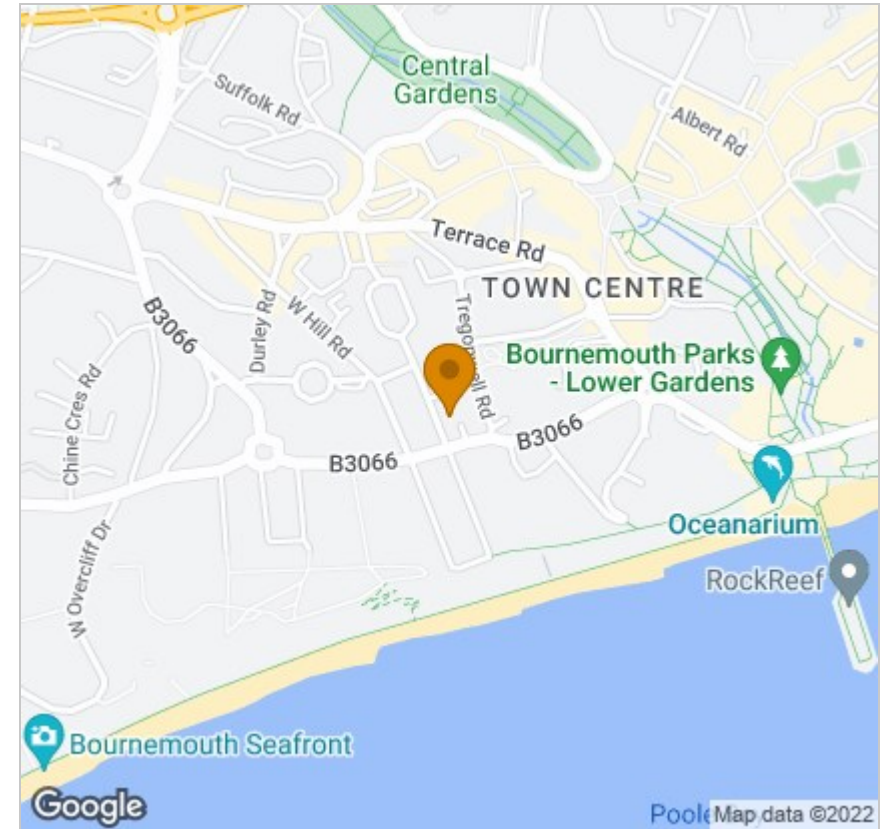 Central
Gardens
Suffolk Rd
Albert Rd
Terrace Rd
TOWN CENTRE
B3066
Durley Rd
W Hill Rd
Tregonwell Rd
Bournemouth Parks
- Lower Gardens
Chine Cres Rd
B3066
B3066
Oceanarium
RockReef
W Overcliff Dr
Bournemouth Seafront
Google
Poole
Map data ©2022